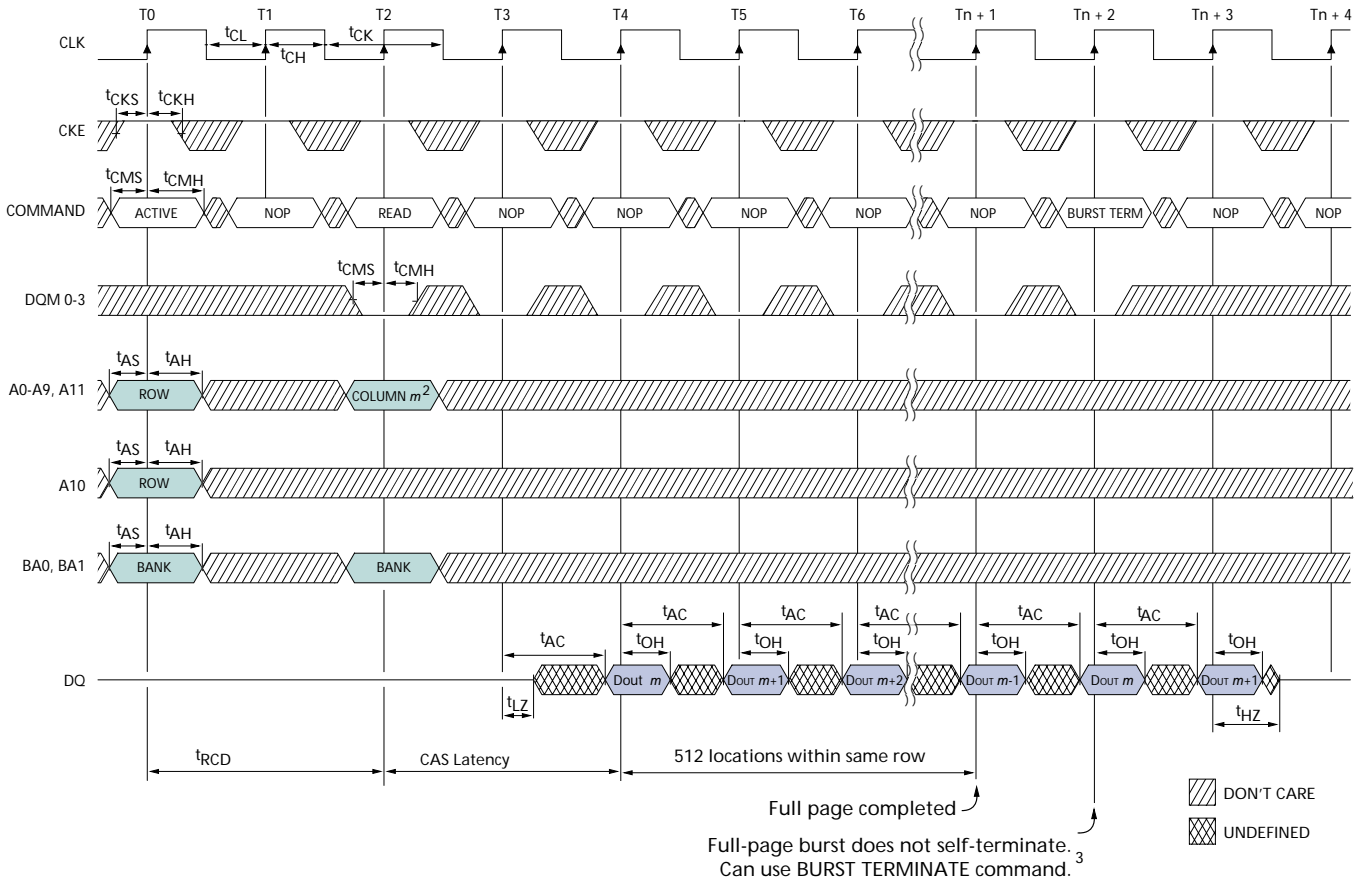 T0 T1 T2 T3 T4 T5 T6 Tn + 1 Tn + 2 Tn + 3 Tn + 4
CLK tCL tCH tCK
tCKS tCKH
CKE
tCMS tCMH
COMMAND ACTIVE NOP READ NOP NOP NOP NOP NOP BURST TERM NOP NOP
tCMS tCMH
DQM 0-3
tAS tAH
A0-A9, A11 ROW COLUMN m2
tAS tAH
A10 ROW
tAS tAH
BA0, BA1 BANK BANK
tAC tAC tAC tAC tAC tAC
tOH tOH tOH tOH tOH tOH
DQ Dout m DOUT m+1 DOUT m+2 DOUT m-1 DOUT m DOUT m+1
tLZ tHZ
tRCD CAS Latency 512 locations within same row
Full page completed
DON'T CARE
UNDEFINED
Full-page burst does not self-terminate.
Can use BURST TERMINATE command. 3